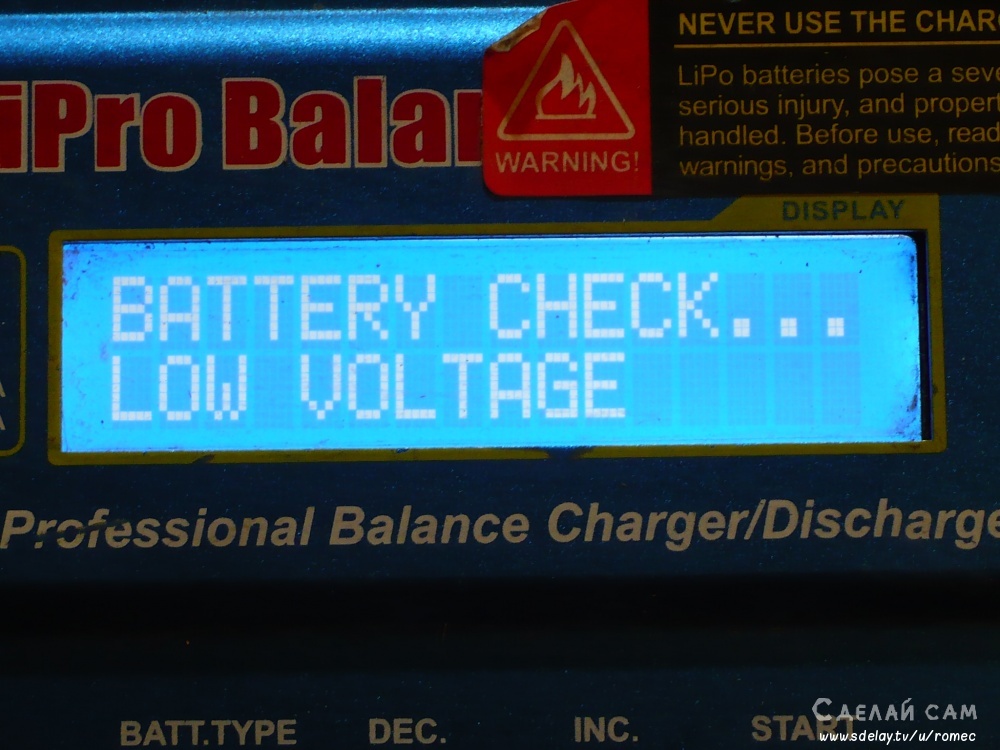 NEVER USE THE CHAR
LiPo batteries pose a seve
serious injury, and propert
handled. Before use, read
warnings, and precautions
WARNING!
iPro Balan
DISPLAY
BATTERY CHECK...
LOW VOLTAGE
Professional Balance Charger/Discharge
BATT.TYPE DEC. INC. START
Сделай сам
www.sdelay.tv/u/romec